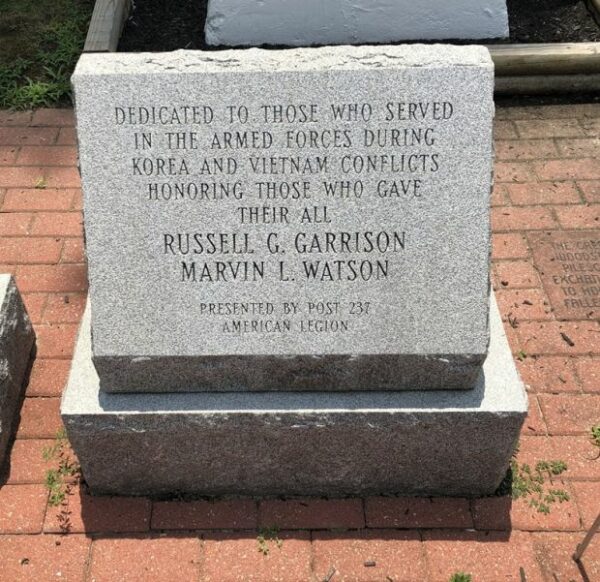 DEDICATED TO THOSE WHO SERVED
IN THE ARMED FORCES DURING
KOREA AND VIETNAM CONFLICTS
HONORING THOSE WHO GAVE
THEIR ALL
RUSSELL G. GARRISON
MARVIN L. WATSON
PRESENTED BY POST 237
AMERICAN LEGION